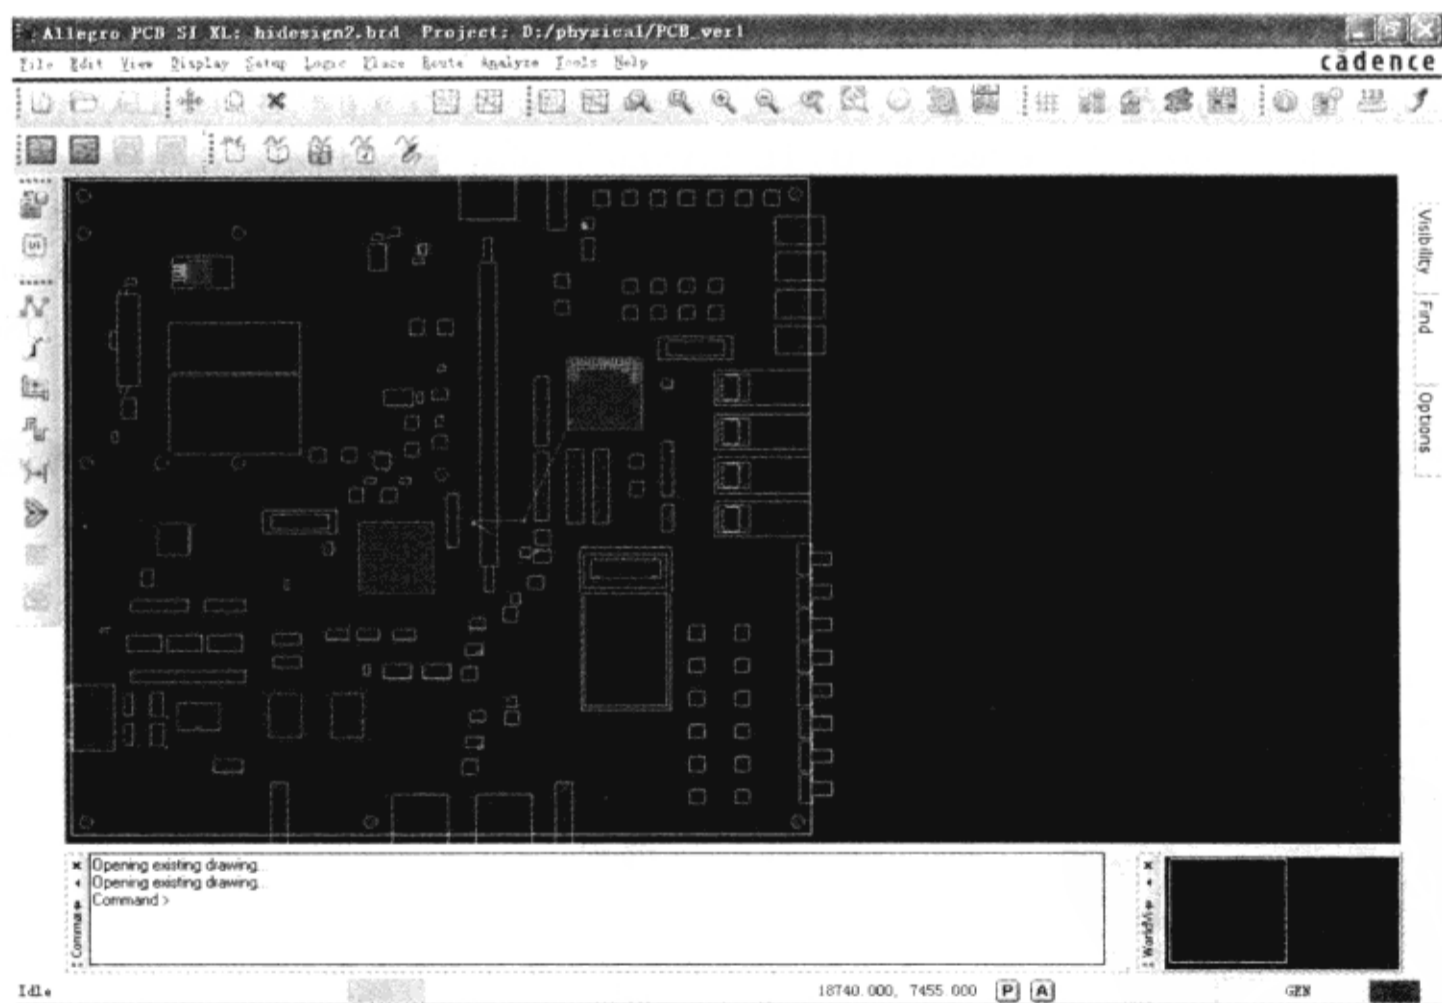 Allegro PCB SI XL: hidesign2.brd Project: D:/physical/PCB_ver1
File Edit View Display Setup Logic Place Route Analyze Tools Help
cādence
123
Visibility
Find
Options
Opening existing drawing...
Opening existing drawing...
Command >
Command
WorldView
Idle
18740.000, 7455.000
P
A
GEN